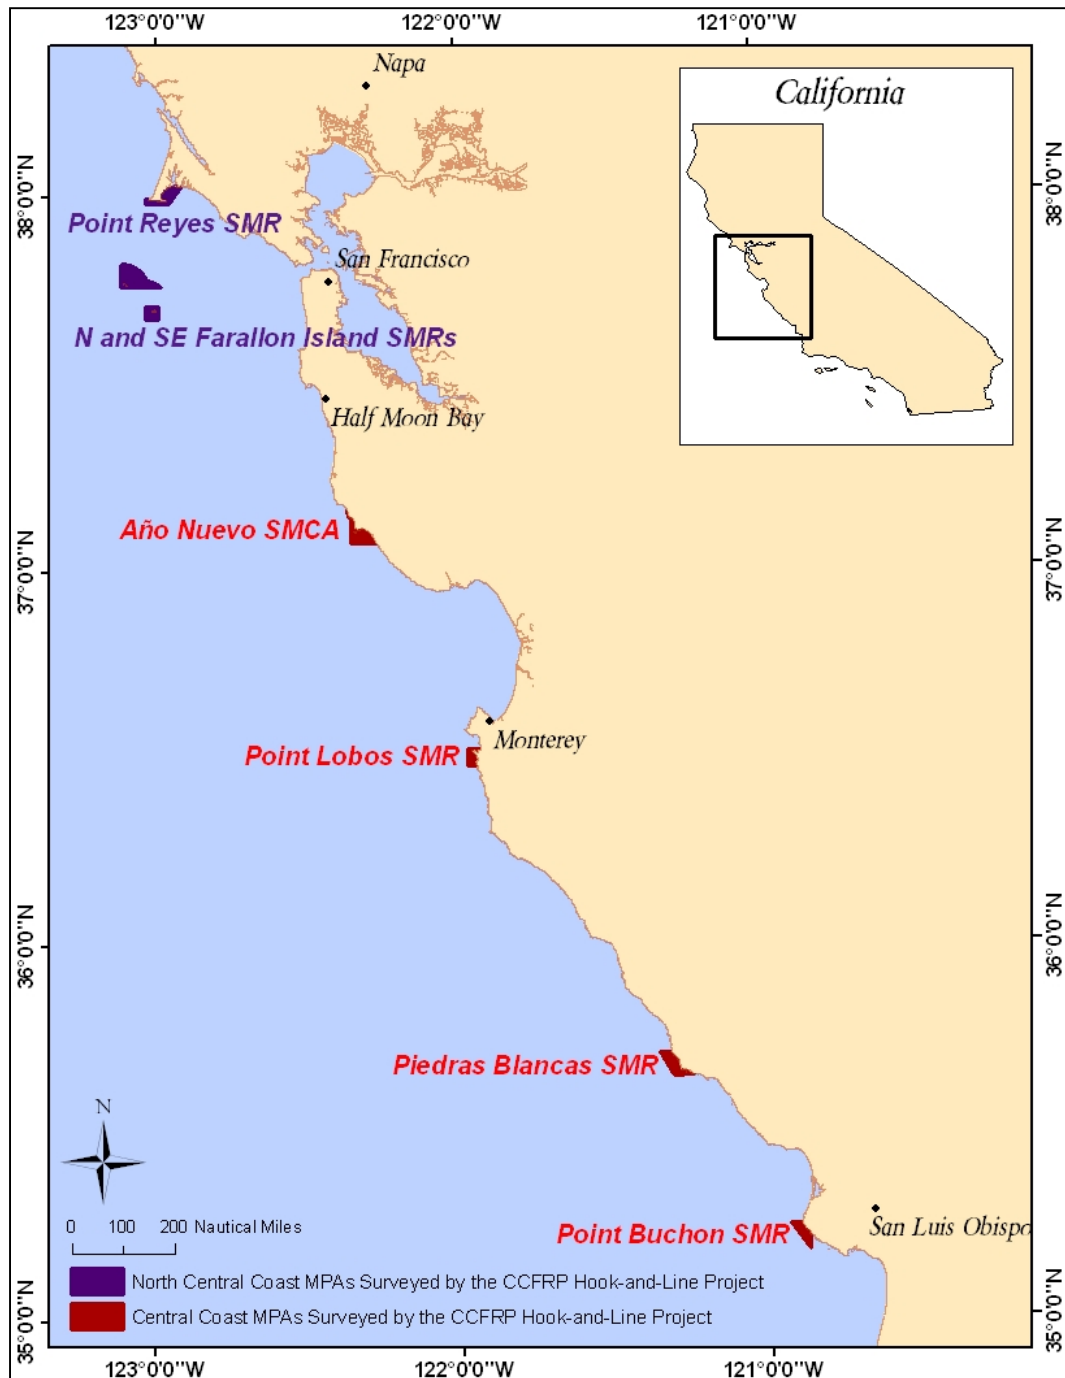 123°0'0"W 122°0'0"W 121°0'0"W
Napa
California
38°0'0"N 38°0'0"N
Point Reyes SMR
San Francisco
N and SE Farallon Island SMRs
Half Moon Bay
Año Nuevo SMCA
37°0'0"N 37°0'0"N
Monterey
Point Lobos SMR
36°0'0"N 36°0'0"N
Piedras Blancas SMR
N
0 100 200 Nautical Miles
San Luis Obispo
Point Buchon SMR
North Central Coast MPAs Surveyed by the CCFRP Hook-and-Line Project
Central Coast MPAs Surveyed by the CCFRP Hook-and-Line Project
35°0'0"N 35°0'0"N
123°0'0"W 122°0'0"W 121°0'0"W